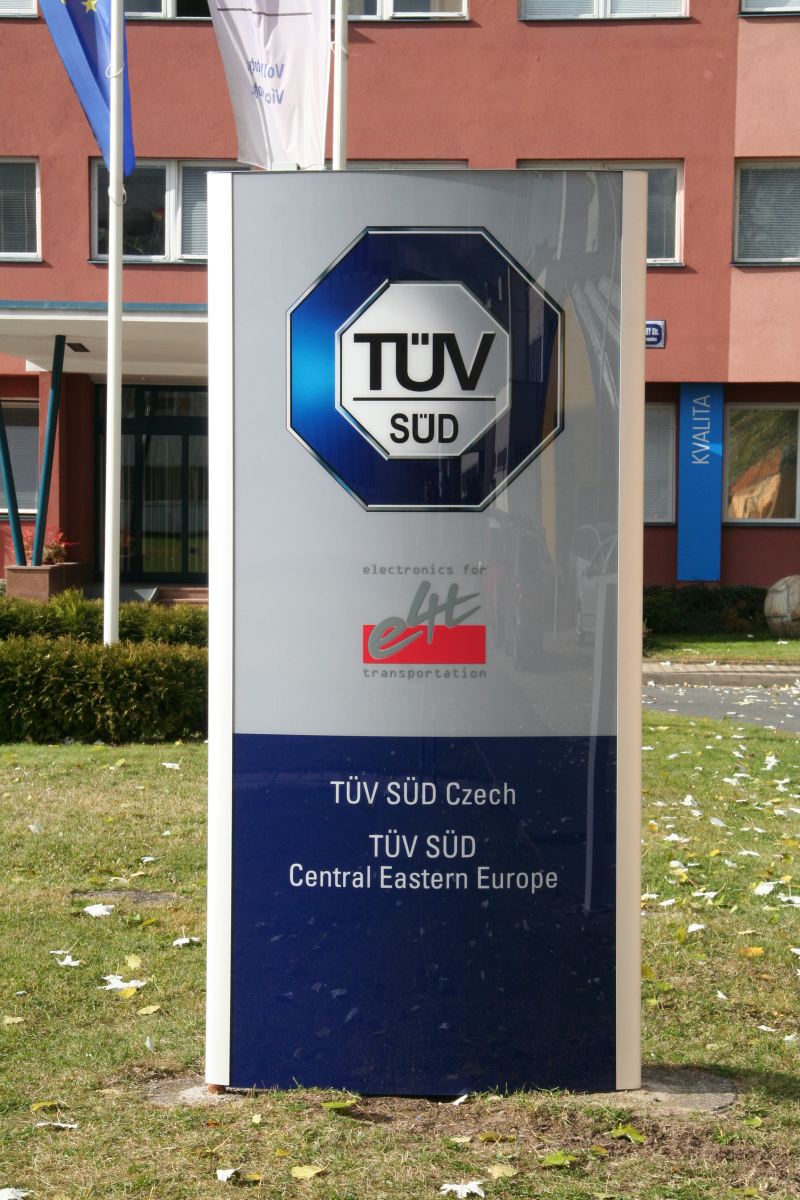 TÜV
SÜD
electronics for
e4t
transportation
TÜV SÜD Czech
TÜV SÜD
Central Eastern Europe
KVALITA